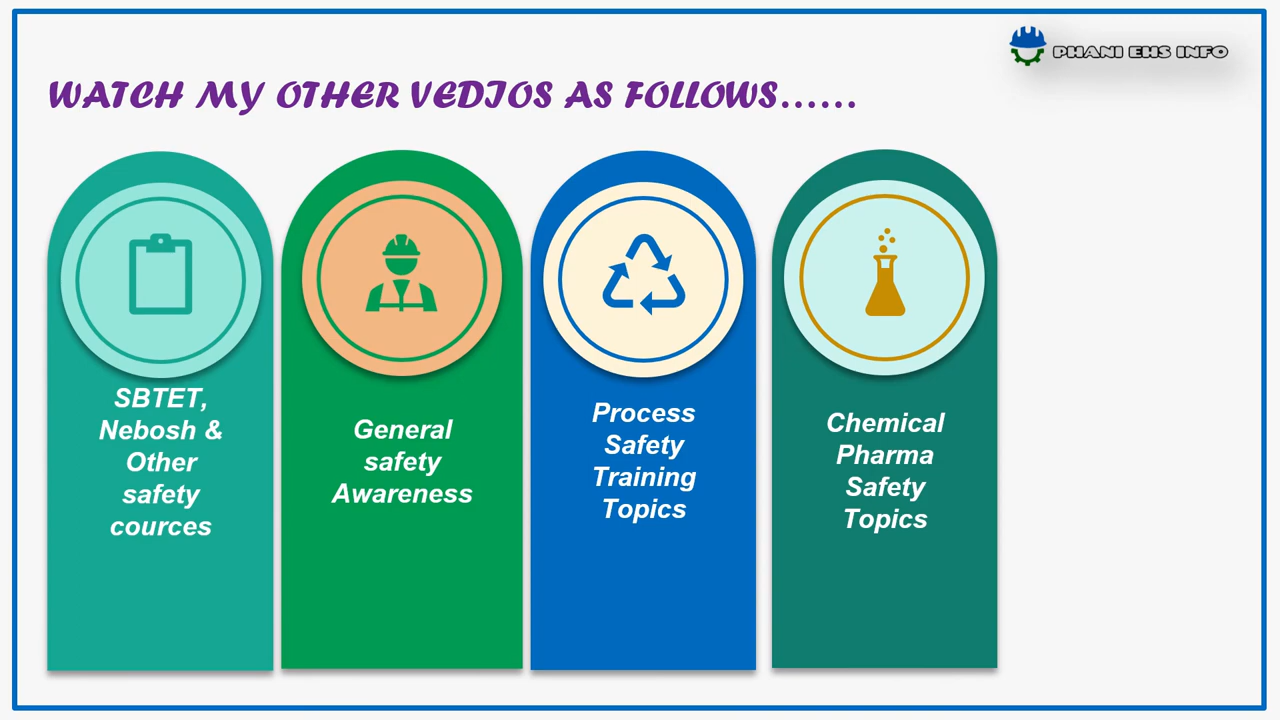 PHANI EHS INFO
WATCH MY OTHER VEDIOS AS FOLLOWS......
SBTET,
Nebosh &
Other
safety
cources
General
safety
Awareness
Process
Safety
Training
Topics
Chemical
Pharma
Safety
Topics